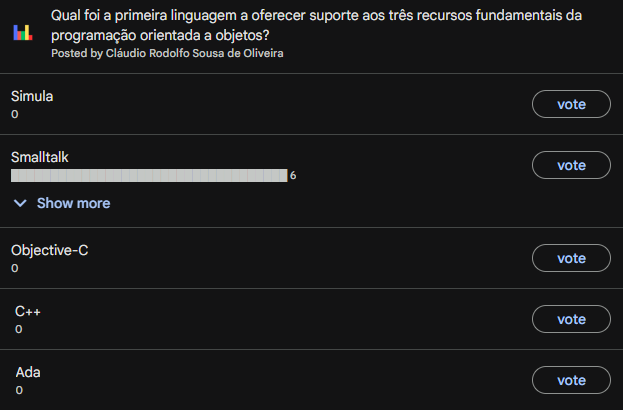 Qual foi a primeira linguagem a oferecer suporte aos três recursos fundamentais da
programação orientada a objetos?
Posted by Cláudio Rodolfo Sousa de Oliveira
Simula
0
vote
Smalltalk
6
vote
Show more
Objective-C
0
vote
C++
0
vote
Ada
0
vote